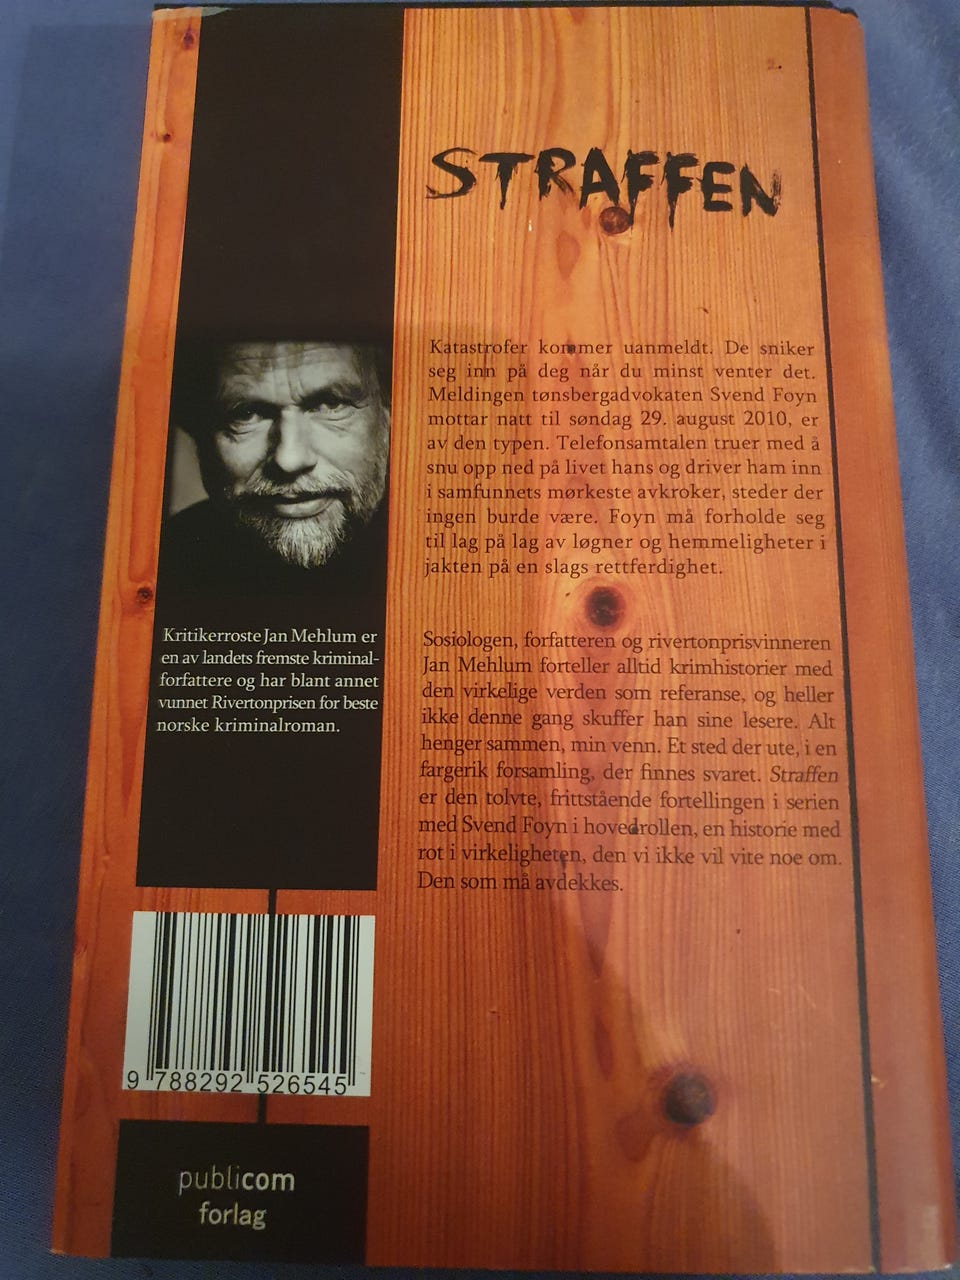 STRAFFEN
Katastrofer kommer uanmeldt. De sniker
seg inn på deg når du minst venter det.
Meldingen tønsbergadvokaten Svend Foyn
mottar natt til søndag 29. august 2010, er
av den typen. Telefonsamtalen truer med å
snu opp ned på livet hans og driver ham inn
i samfunnets mørkeste avkroker, steder der
ingen burde være. Foyn må forholde seg
til lag på lag av løgner og hemmeligheter i
jakten på en slags rettferdighet.
Sosiologen, forfatteren og rivertonprisvinneren
Jan Mehlum forteller alltid krimhistorier med
den virkelige verden som referanse, og heller
ikke denne gang skuffer han sine lesere. Alt
henger sammen, min venn. Et sted der ute, i en
fargerik forsamling, der finnes svaret. Straffen
er den tolvte, frittstående fortellingen i serien
med Svend Foyn i hovedrollen, en historie med
rot i virkeligheten, den vi ikke vil vite noe om.
Den som må avdekkes.
Kritikerroste Jan Mehlum er
en av landets fremste kriminal-
forfattere og har blant annet
vunnet Rivertonprisen for beste
norske kriminalroman.
9 788292 526545
publicom
forlag